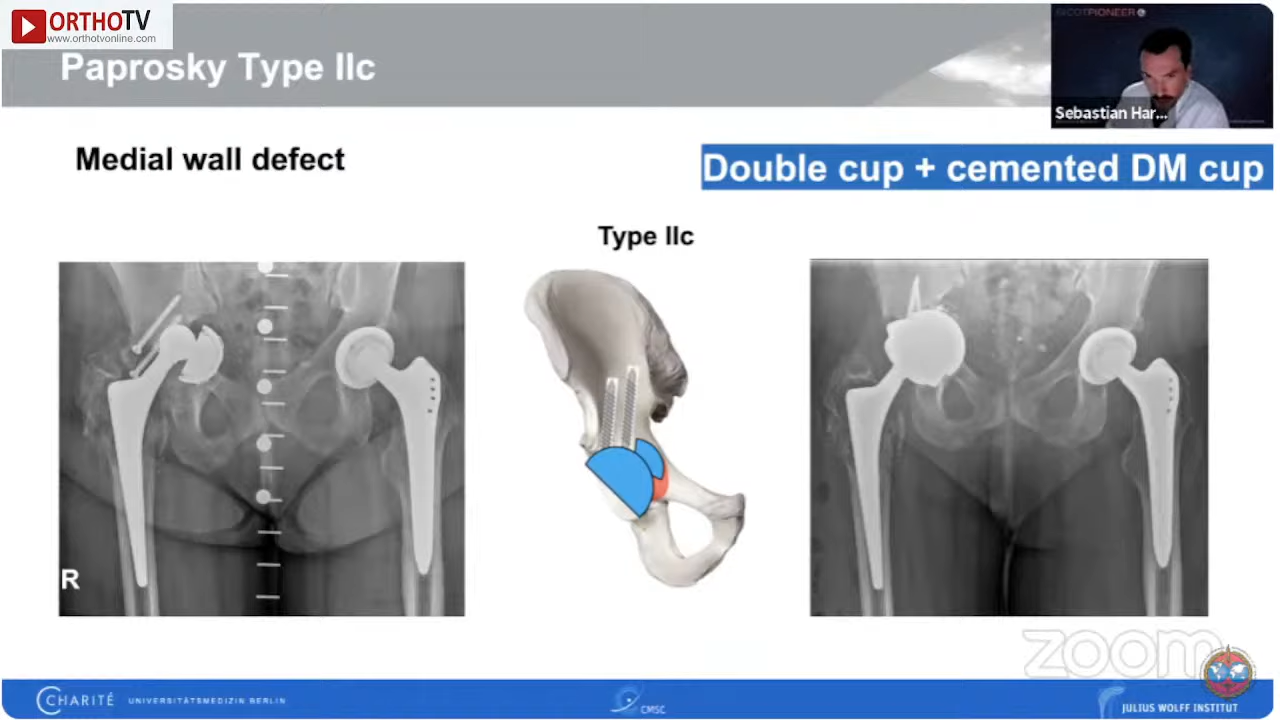 ORTHOTV
www.orthotvonline.com
Paprosky Type IIc
SICOTPIONEER
Sebastian Har...
Medial wall defect
Double cup + cemented DM cup
Type IIc
R
zoom
CHARITÉ UNIVERSITÄTSMEDIZIN BERLIN
CMSC
JULIUS WOLFF INSTITUT